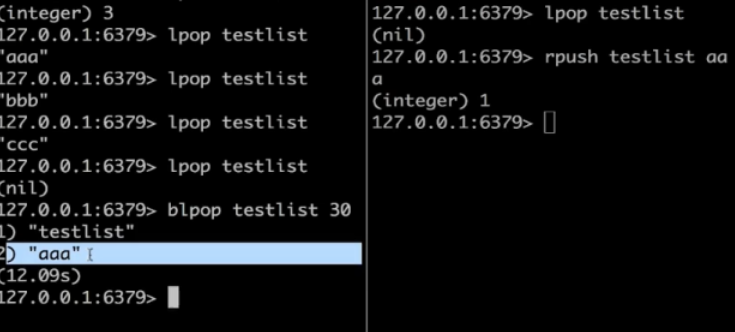 (integer) 3
127.0.0.1:6379> lpop testlist
"aaa"
127.0.0.1:6379> lpop testlist
"bbb"
127.0.0.1:6379> lpop testlist
"ccc"
127.0.0.1:6379> lpop testlist
(nil)
127.0.0.1:6379> blpop testlist 30
1) "testlist"
2) "aaa"
(12.09s)
127.0.0.1:6379>
127.0.0.1:6379> lpop testlist
(nil)
127.0.0.1:6379> rpush testlist aa
a
(integer) 1
127.0.0.1:6379>